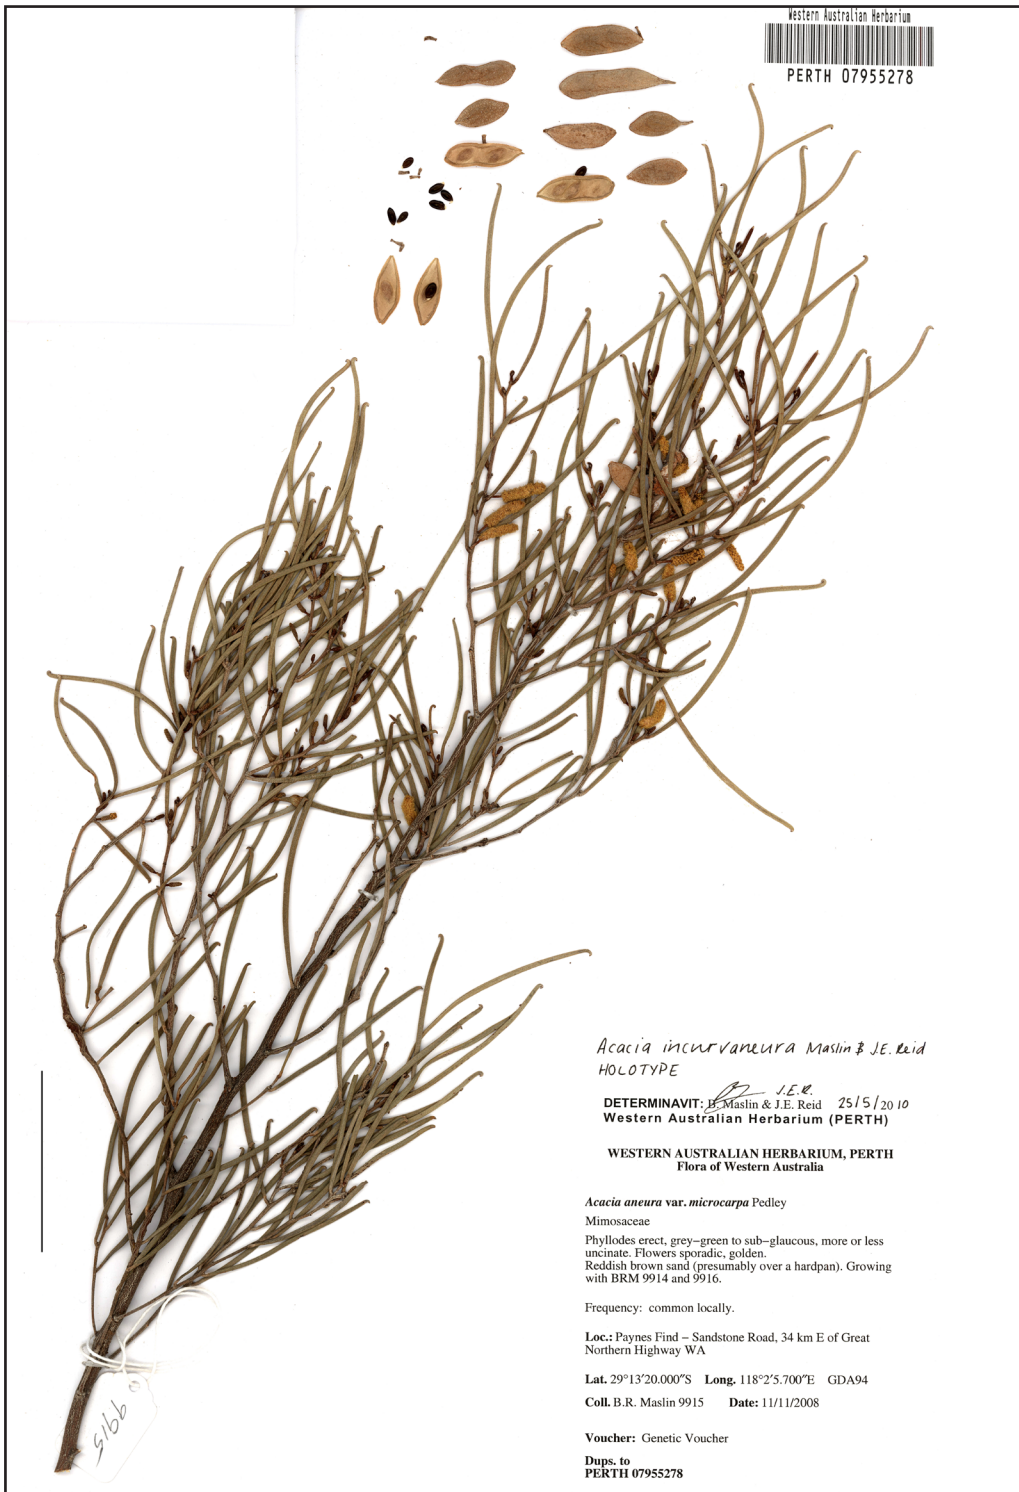 Western Australian Herbarium
PERTH 07955278
Acacia incurvaneura Maslin & J.E. Reid
HOLOTYPE
J.E.R.
DETERMINAVIT: B. Maslin & J.E. Reid 25/5/2010
Western Australian Herbarium (PERTH)
WESTERN AUSTRALIAN HERBARIUM, PERTH
Flora of Western Australia
Acacia aneura var. microcarpa Pedley
Mimosaceae
Phyllodes erect, grey–green to sub–glaucous, more or less
uncinate. Flowers sporadic, golden.
Reddish brown sand (presumably over a hardpan). Growing
with BRM 9914 and 9916.
Frequency: common locally.
Loc.: Paynes Find – Sandstone Road, 34 km E of Great
Northern Highway WA
Lat. 29°13′20.000″S Long. 118°2′5.700″E GDA94
Coll. B.R. Maslin 9915 Date: 11/11/2008
Voucher: Genetic Voucher
Dups. to
PERTH 07955278
9915